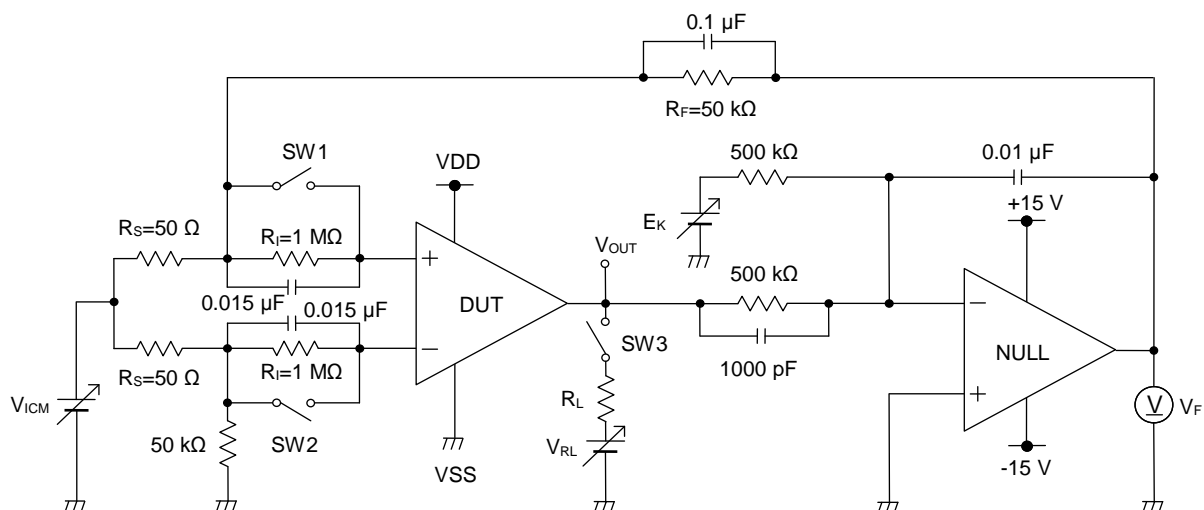 0.1 µF
RF=50 kΩ
SW1
VDD
500 kΩ
0.01 µF
+15 V
EK
RS=50 Ω
RI=1 MΩ
VOUT
+
DUT
500 kΩ
−
0.015 µF
0.015 µF
−
SW3
NULL
RS=50 Ω
RI=1 MΩ
1000 pF
+
V
VF
VICM
RL
50 kΩ
SW2
VRL
VSS
-15 V